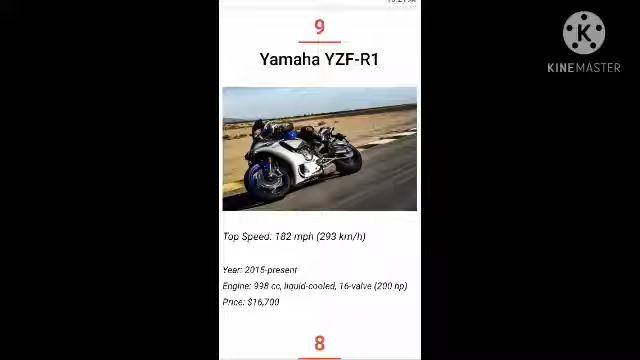 9
Yamaha YZF-R1
KINEMASTER
Top Speed: 182 mph (293 km/h)
Year: 2015-present
Engine: 998 cc, liquid-cooled, 16-valve (200 hp)
Price: $16,700
8